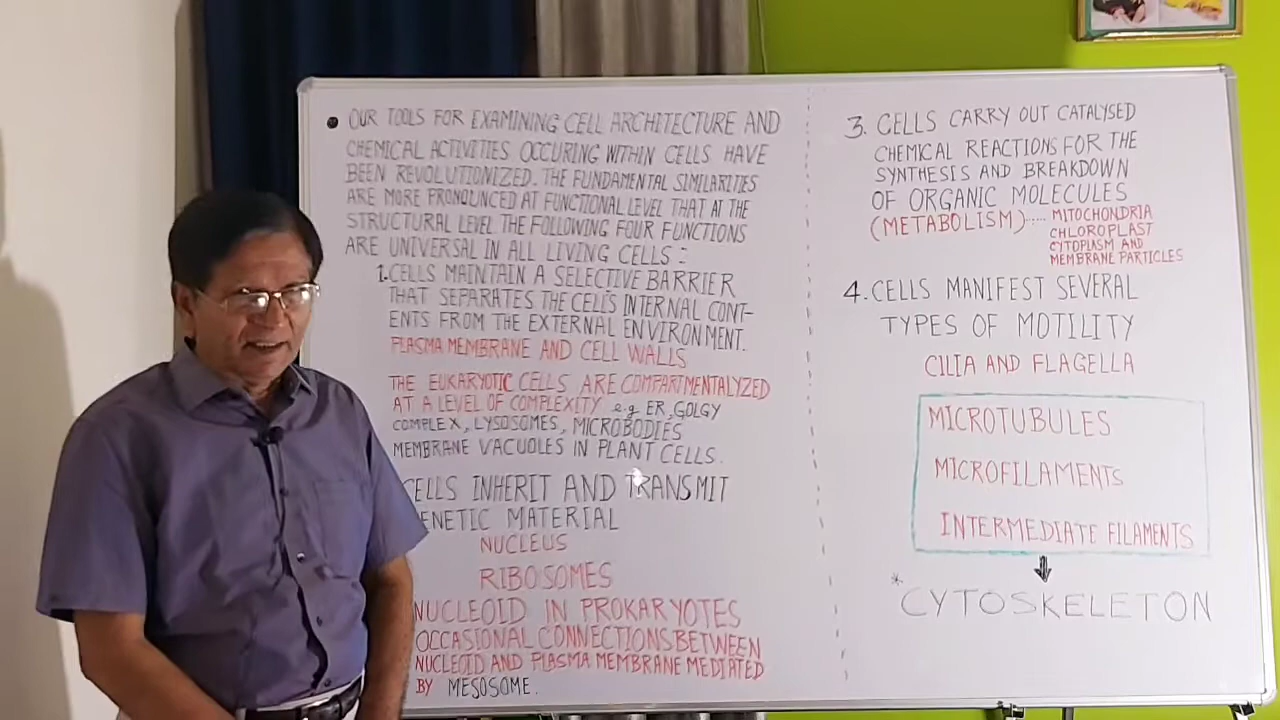 OUR TOOLS FOR EXAMINING CELL ARCHITECTURE AND
CHEMICAL ACTIVITIES OCCURING WITHIN CELLS HAVE
BEEN REVOLUTIONIZED. THE FUNDAMENTAL SIMILARITIES
ARE MORE PRONOUNCED AT FUNCTIONAL LEVEL THAT AT THE
STRUCTURAL LEVEL THE FOLLOWING FOUR FUNCTIONS
ARE UNIVERSAL IN ALL LIVING CELLS:
1. CELLS MAINTAIN A SELECTIVE BARRIER
THAT SEPARATES THE CELL'S INTERNAL CONT-
ENTS FROM THE EXTERNAL ENVIRONMENT.
PLASMA MEMBRANE AND CELL WALLS
THE EUKARYOTIC CELLS ARE COMPARTMENTALYZED
AT A LEVEL OF COMPLEXITY e.g ER, GOLGY
COMPLEX, LYSOSOMES, MICROBODIES
MEMBRANE VACUOLES IN PLANT CELLS.
ELLS INHERIT AND TRANSMIT
ENETIC MATERIAL
NUCLEUS
RIBOSOMES
NUCLEOID IN PROKARYOTES
OCCASIONAL CONNECTIONS BETWEEN
NUCLEOID AND PLASMA MEMBRANE MEDIATED
BY MESOSOME.
3. CELLS CARRY OUT CATALYSED
CHEMICAL REACTIONS FOR THE
SYNTHESIS AND BREAKDOWN
OF ORGANIC MOLECULES
(METABOLISM)..... MITOCHONDRIA
CHLOROPLAST
CYTOPLASM AND
MEMBRANE PARTICLES
4. CELLS MANIFEST SEVERAL
TYPES OF MOTILITY
CILIA AND FLAGELLA
MICROTUBULES
MICROFILAMENTS
INTERMEDIATE FILAMENTS
*CYTOSKELETON